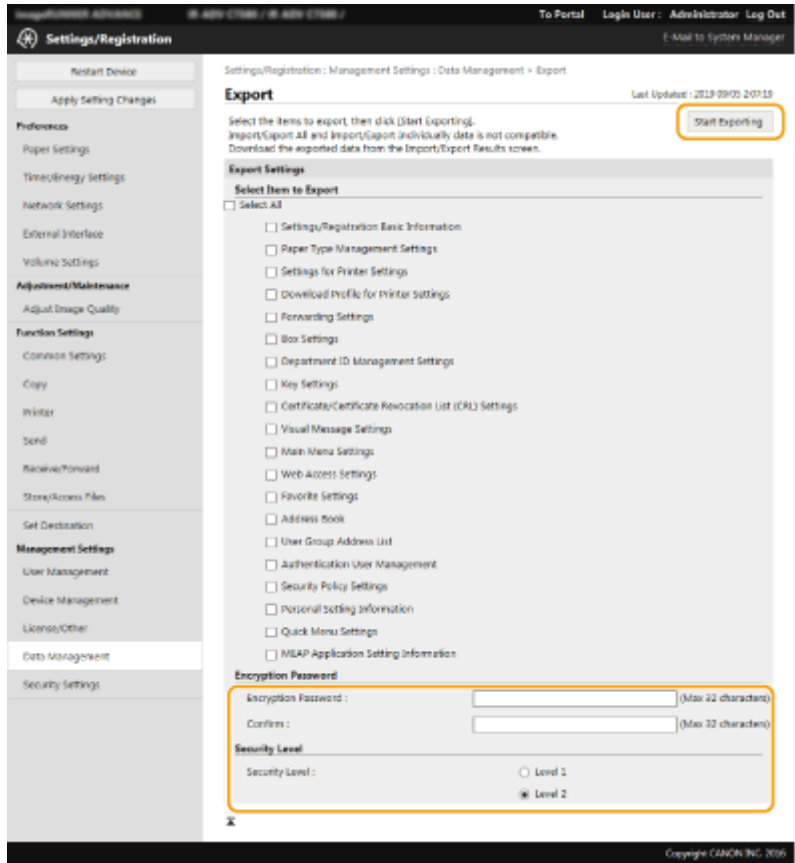 To Portal Login User : Administrator Log Out
Settings/Registration
E-Mail to System Manager
Restart Device
Apply Setting Changes
Preferences
Paper Settings
Timer/Energy Settings
Network Settings
External Interface
Volume Settings
Adjustment/Maintenance
Adjust Image Quality
Function Settings
Common Settings
Copy
Printer
Send
Receive/Forward
Store/Access Files
Set Destination
Management Settings
User Management
Device Management
License/Other
Data Management
Security Settings
Settings/Registration : Management Settings : Data Management > Export
Export
Last Updated :
Select the items to export, then click [Start Exporting].
Import/Export All and Import/Export Individually data is not compatible.
Download the exported data from the Import/Export Results screen.
Start Exporting
Export Settings
Select Item to Export
Select All
Settings/Registration Basic Information
Paper Type Management Settings
Settings for Printer Settings
Download Profile for Printer Settings
Forwarding Settings
Box Settings
Department ID Management Settings
Key Settings
Certificate/Certificate Revocation List (CRL) Settings
Visual Message Settings
Main Menu Settings
Web Access Settings
Favorite Settings
Address Book
User Group Address List
Authentication User Management
Security Policy Settings
Personal Setting Information
Quick Menu Settings
MEAP Application Setting Information
Encryption Password
Encryption Password : (Max 32 characters)
Confirm : (Max 32 characters)
Security Level
Security Level : Level 1
Level 2
Copyright CANON INC. 2016